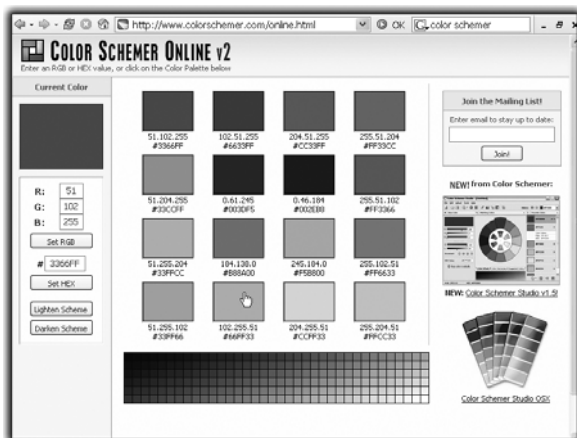 http://www.colorschemer.com/online.html
OK
color schemer
COLOR SCHEMER ONLINE V2
Enter an RGB or HEX value, or click on the Color Palette below
Current Color
R: 51
G: 102
B: 255
Set RGB
# 3366FF
Set HEX
Lighten Scheme
Darken Scheme
51.102.255 102.51.255 204.51.255 255.51.204
#3366FF #6633FF #CC33FF #FF33CC
51.204.255 0.61.245 0.46.184 255.51.102
#33CCFF #003DF5 #002EB8 #FF3366
51.255.204 184.138.0 245.184.0 255.102.51
#33FFCC #B88A00 #F5B800 #FF6633
51.255.102 102.255.51 204.255.51 255.204.51
#33FF66 #66FF33 #CCFF33 #FFCC33
Join the Mailing List!
Enter email to stay up to date:
Join!
NEW! from Color Schemer:
NEW: Color Schemer Studio v1.5!
Color Schemer Studio OSX